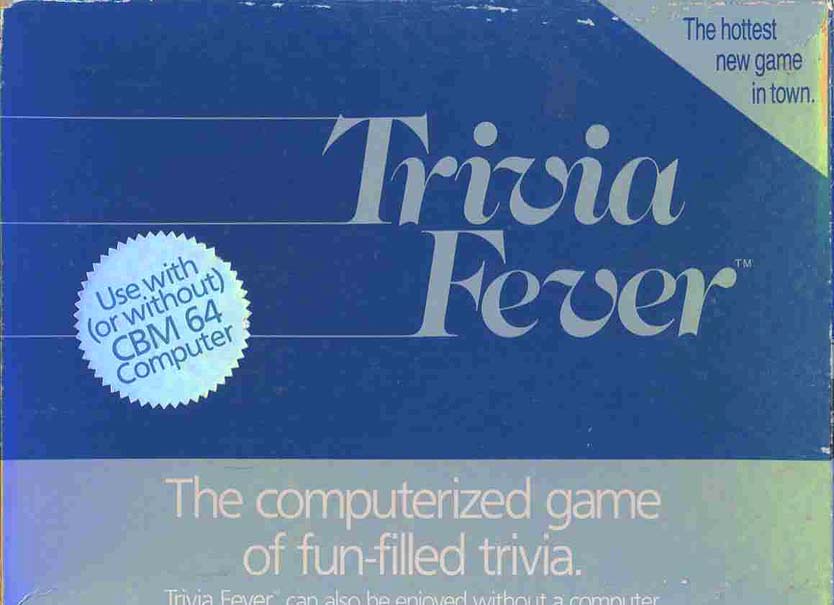 The hottest
new game
in town.
Trivia
Fever™
Use with
(or without)
CBM 64
Computer
The computerized game
of fun-filled trivia.
Trivia Fever™ can also be enjoyed without a computer